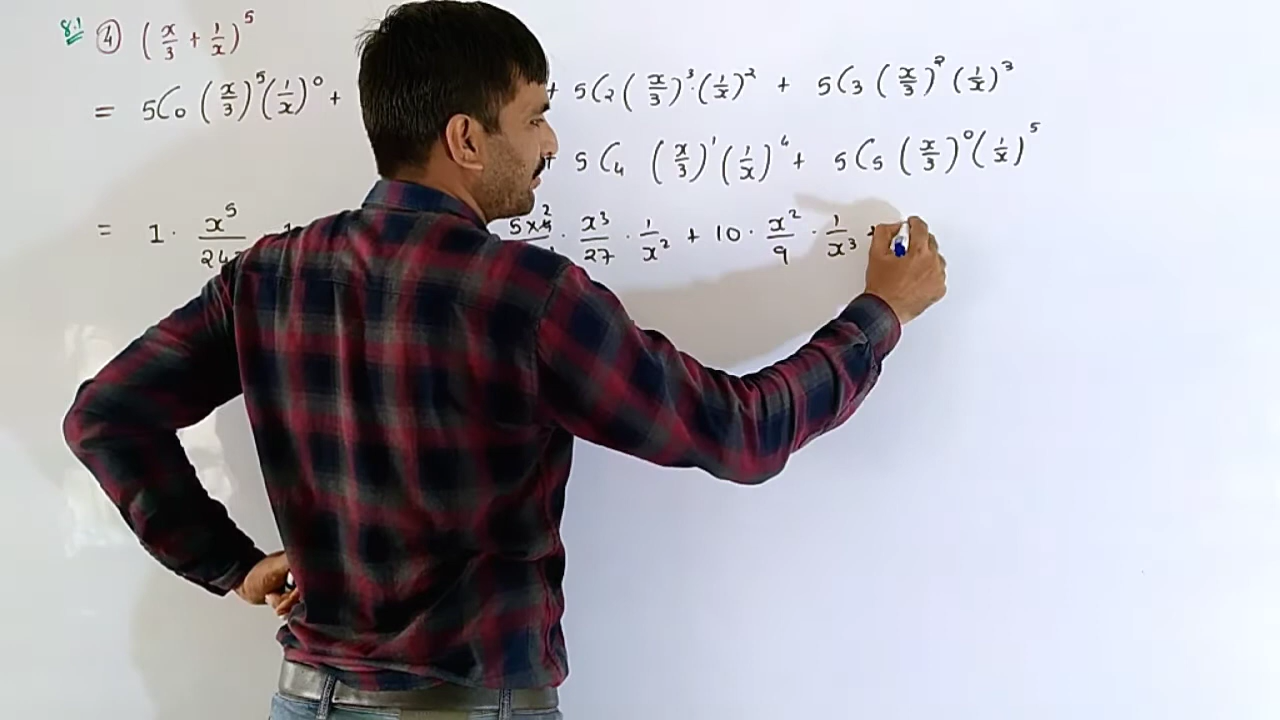 8.1 ④ (x/3 + 1/x)^5
= 5C0 (x/3)^5 (1/x)^0 + + 5C2 (x/3)^3 · (1/x)^2 + 5C3 (x/3)^2 (1/x)^3
+ 5C4 (x/3)^1 (1/x)^4 + 5C5 (x/3)^0 (1/x)^5
= 1 · x^5/243 · x^3/27 · 1/x^2 + 10 · x^2/9 · 1/x^3 +